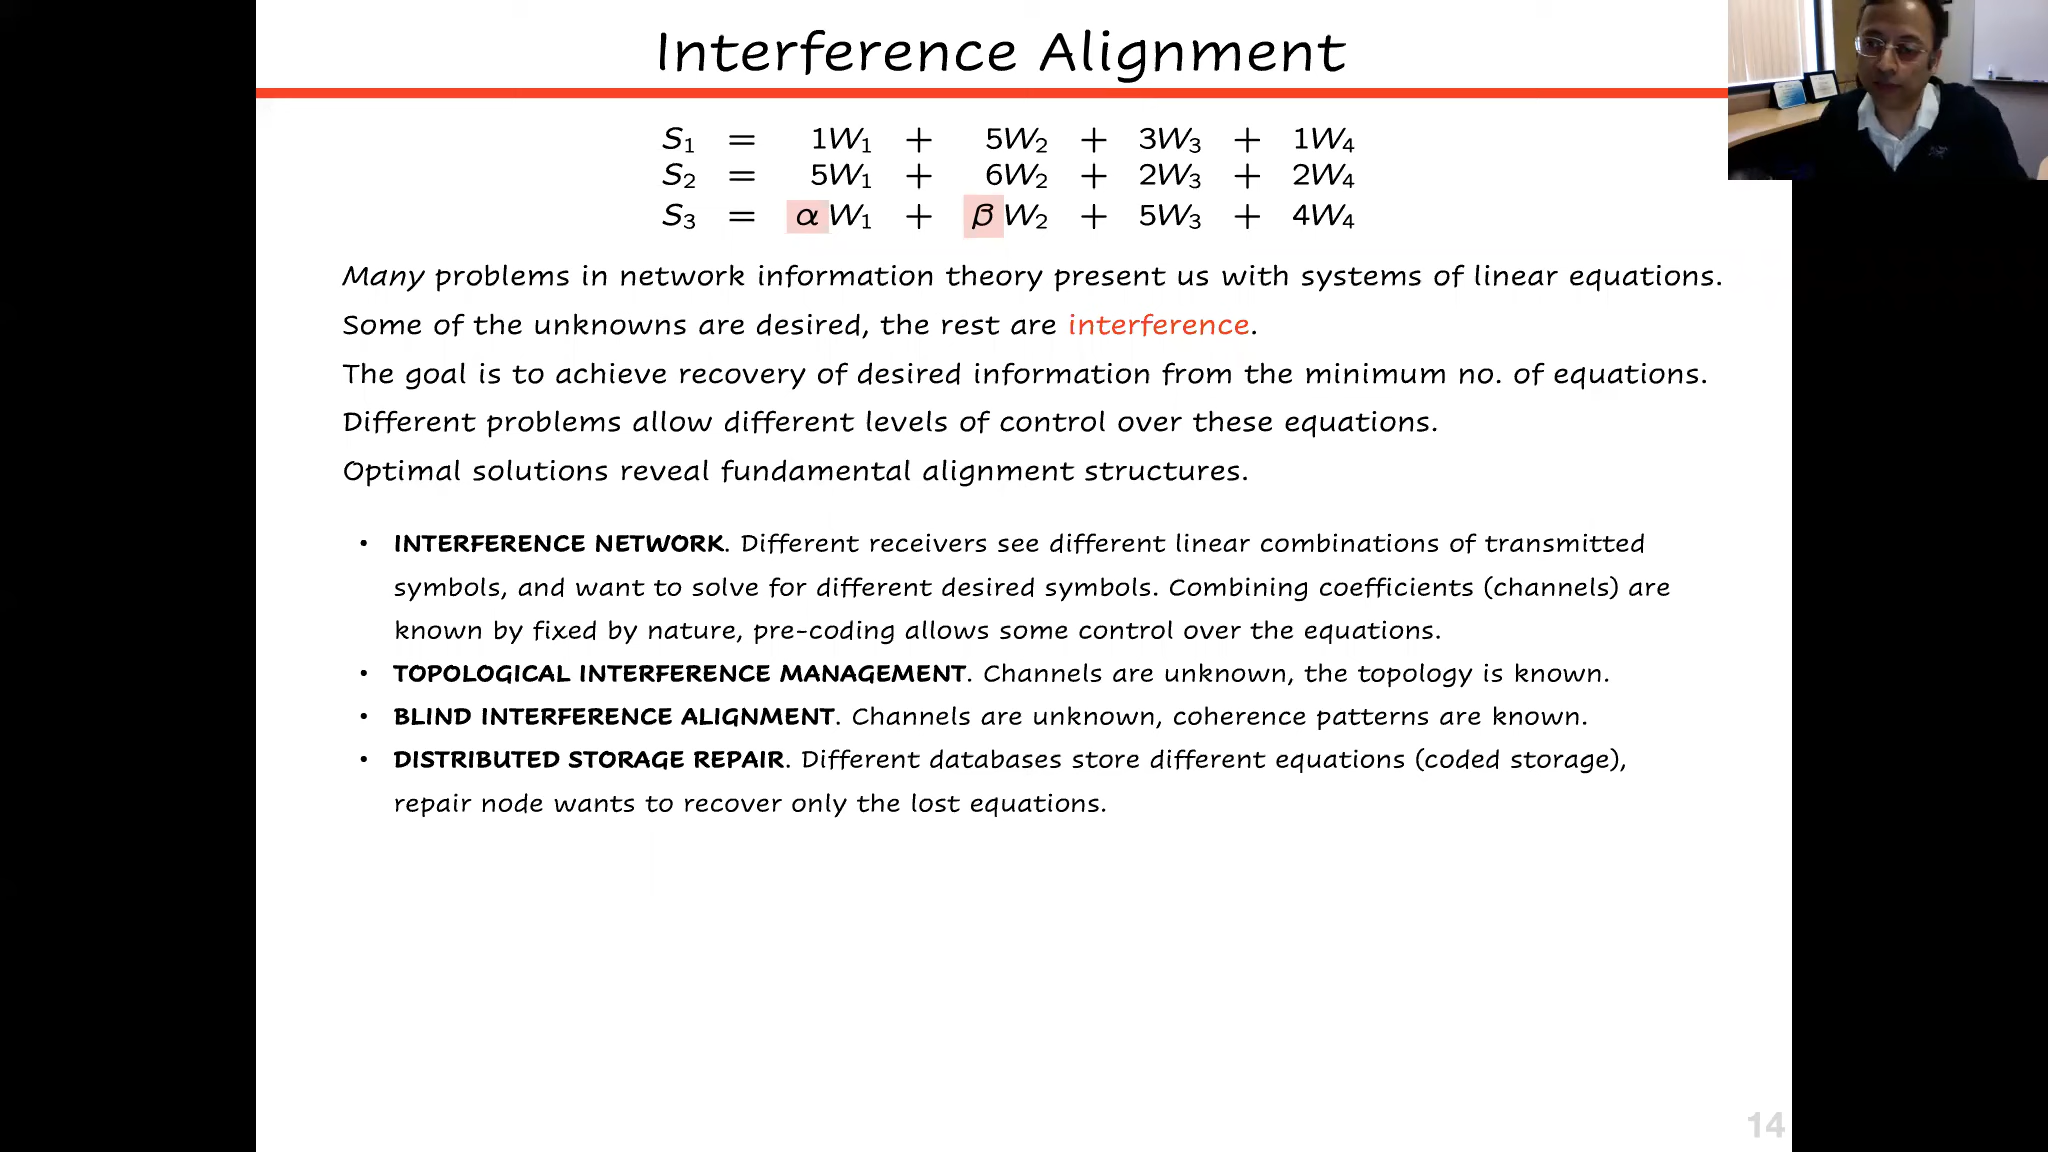 Interference Alignment
S₁ = 1W₁ + 5W₂ + 3W₃ + 1W₄
S₂ = 5W₁ + 6W₂ + 2W₃ + 2W₄
S₃ = αW₁ + βW₂ + 5W₃ + 4W₄
Many problems in network information theory present us with systems of linear equations.
Some of the unknowns are desired, the rest are interference.
The goal is to achieve recovery of desired information from the minimum no. of equations.
Different problems allow different levels of control over these equations.
Optimal solutions reveal fundamental alignment structures.
• INTERFERENCE NETWORK. Different receivers see different linear combinations of transmitted
symbols, and want to solve for different desired symbols. Combining coefficients (channels) are
known by fixed by nature, pre-coding allows some control over the equations.
• TOPOLOGICAL INTERFERENCE MANAGEMENT. Channels are unknown, the topology is known.
• BLIND INTERFERENCE ALIGNMENT. Channels are unknown, coherence patterns are known.
• DISTRIBUTED STORAGE REPAIR. Different databases store different equations (coded storage),
repair node wants to recover only the lost equations.
14